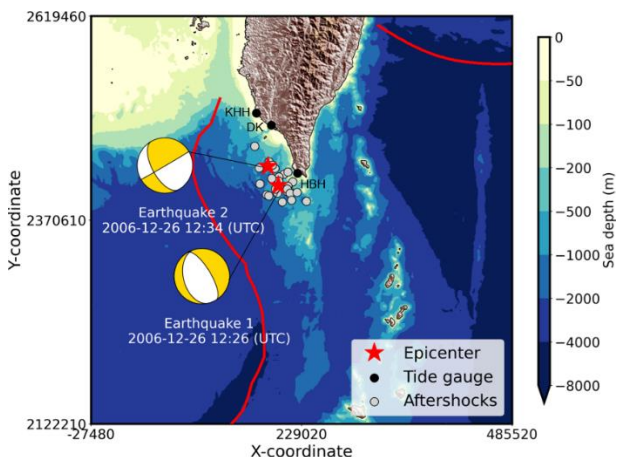 2619460
2370610
2122210
Y-coordinate
-27480
229020
485520
X-coordinate
KHH
DK
HBH
Earthquake 2
2006-12-26 12:34 (UTC)
Earthquake 1
2006-12-26 12:26 (UTC)
Epicenter
Tide gauge
Aftershocks
0
−50
−100
−200
−500
−1000
−2000
−4000
−8000
Sea depth (m)